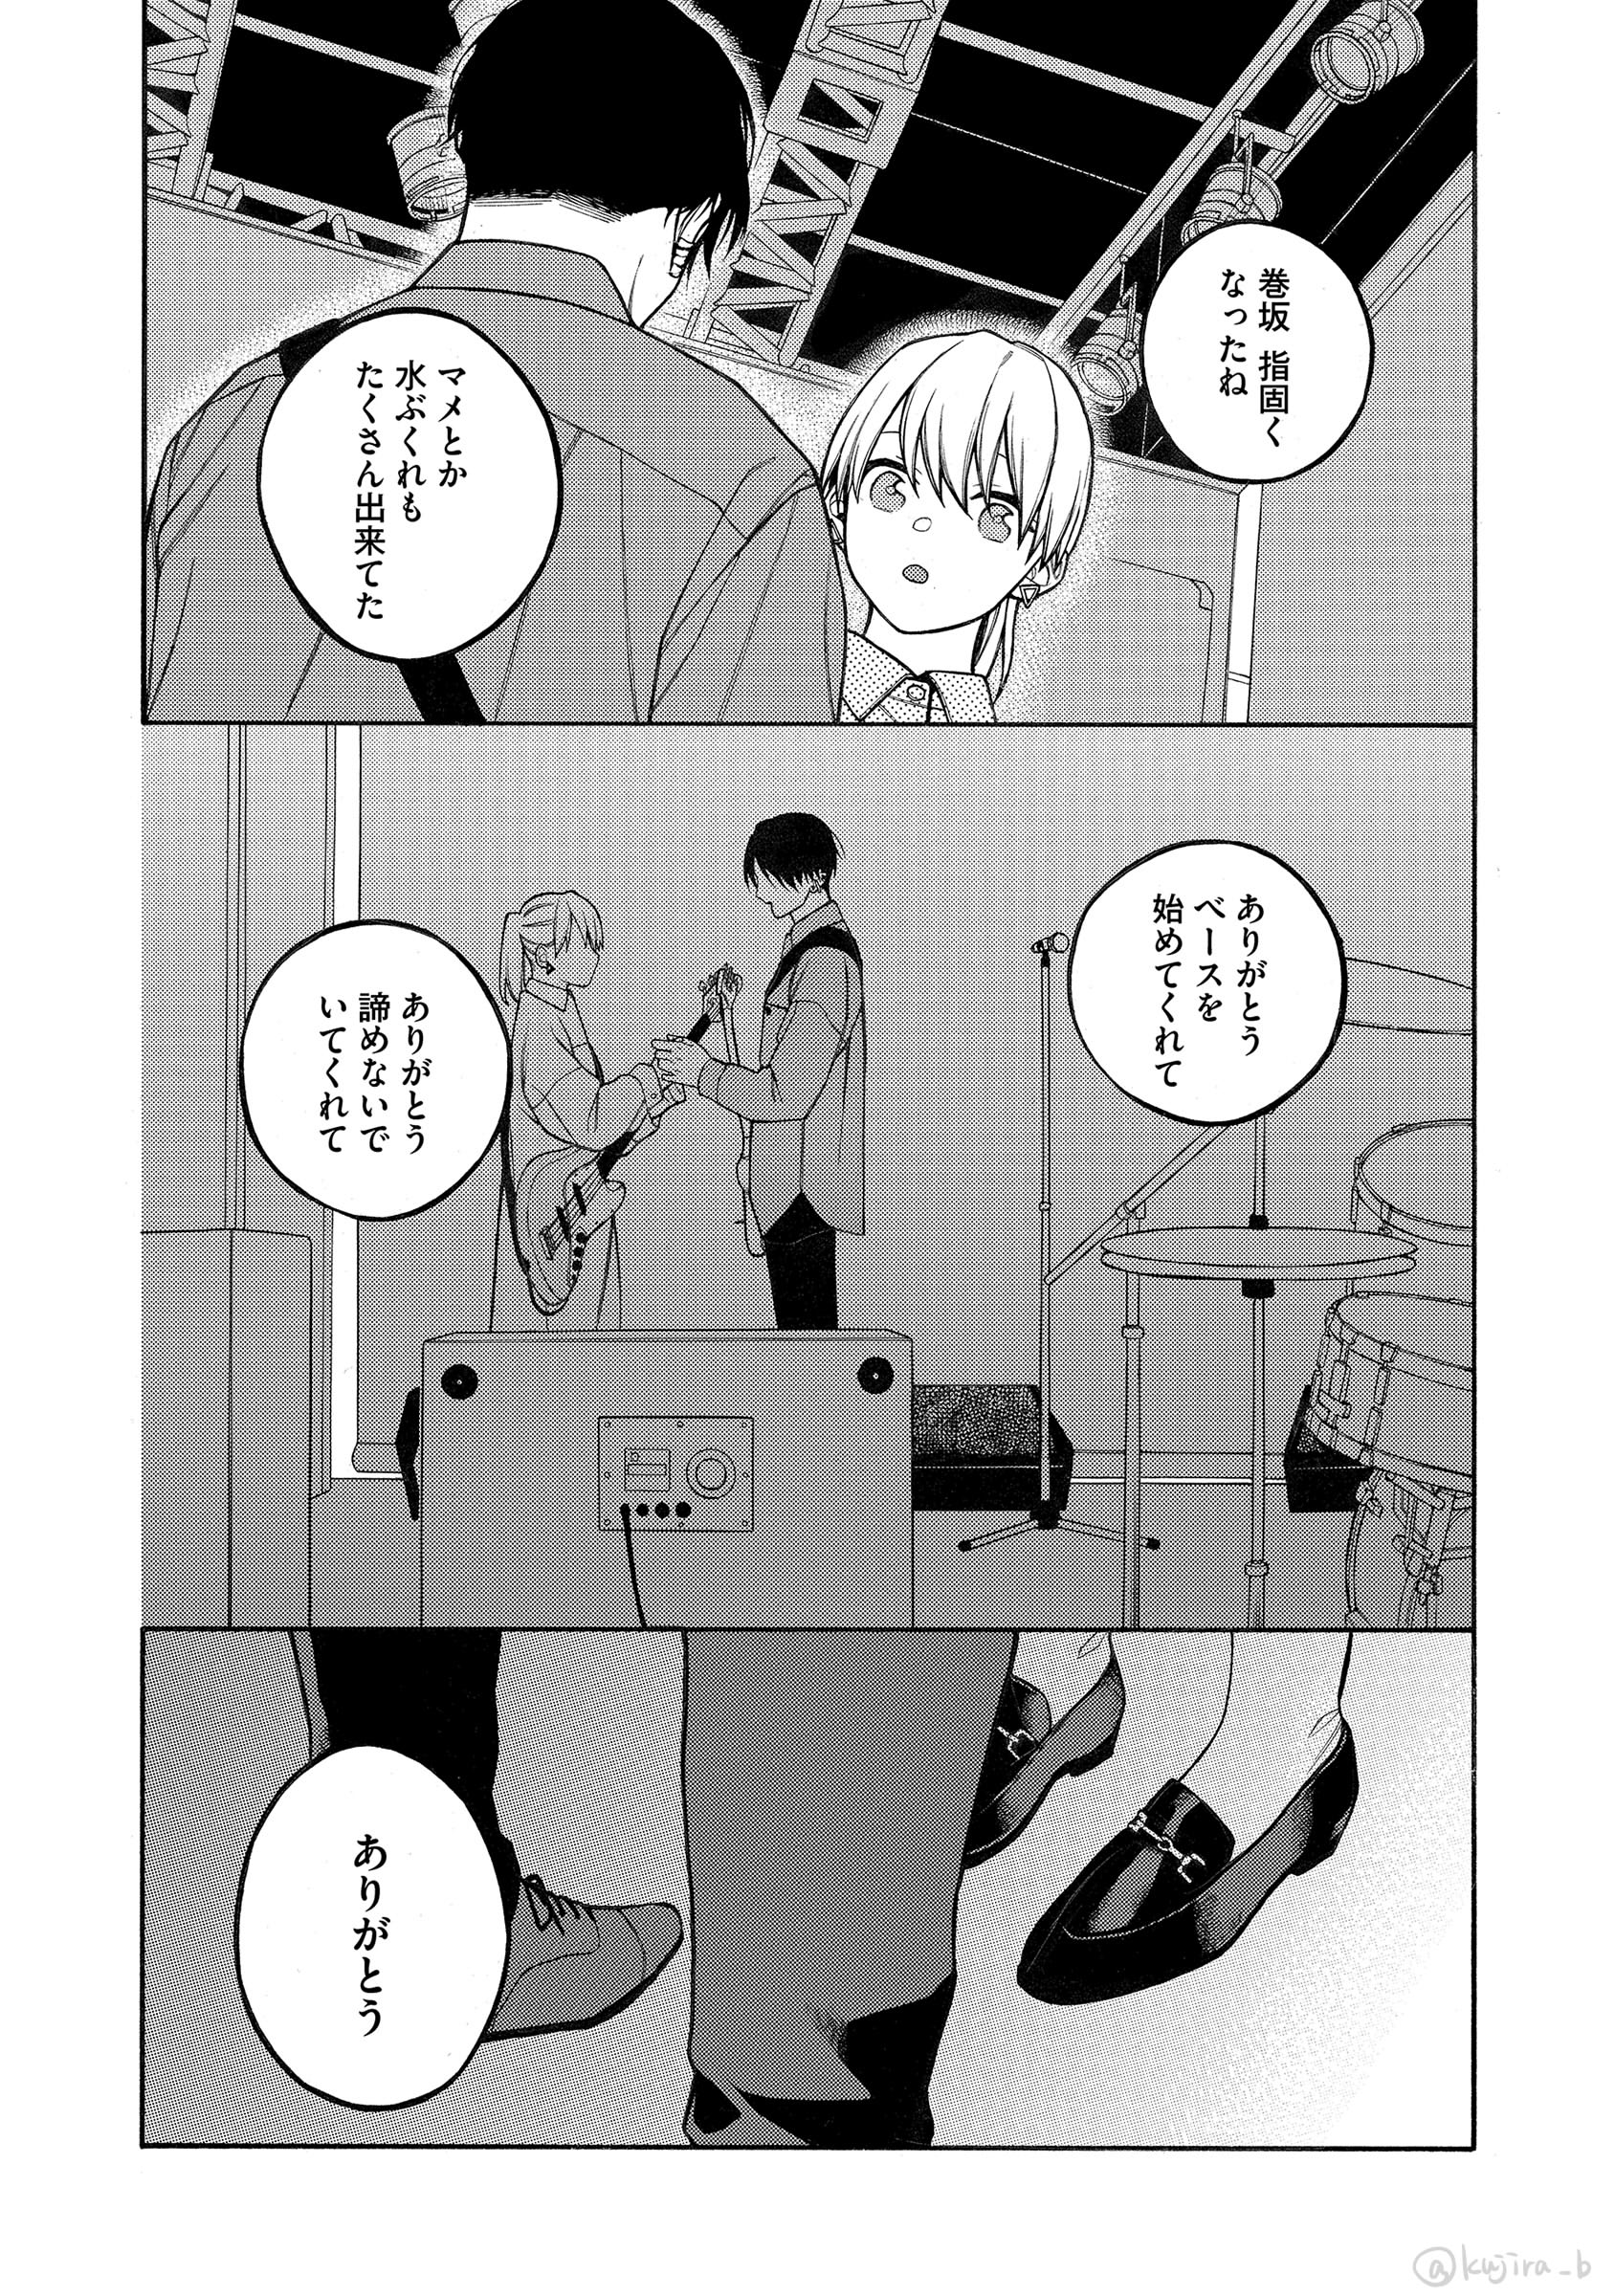 巻坂 指固く
なったね
マメとか
水ぶくれも
たくさん出来てた
ありがとう
ベースを
始めてくれて
ありがとう
諦めないで
いてくれて
ありがとう
@kujira_b